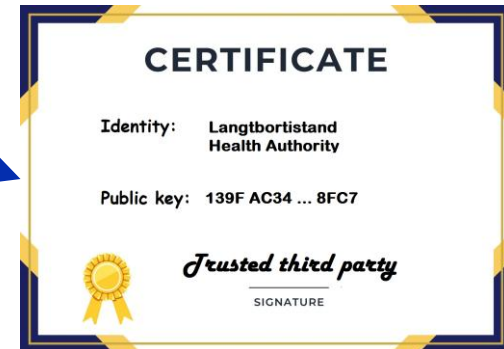 CERTIFICATE
Identity: Langtbortistand
Health Authority
Public key: 139F AC34 ... 8FC7
Trusted third party
SIGNATURE